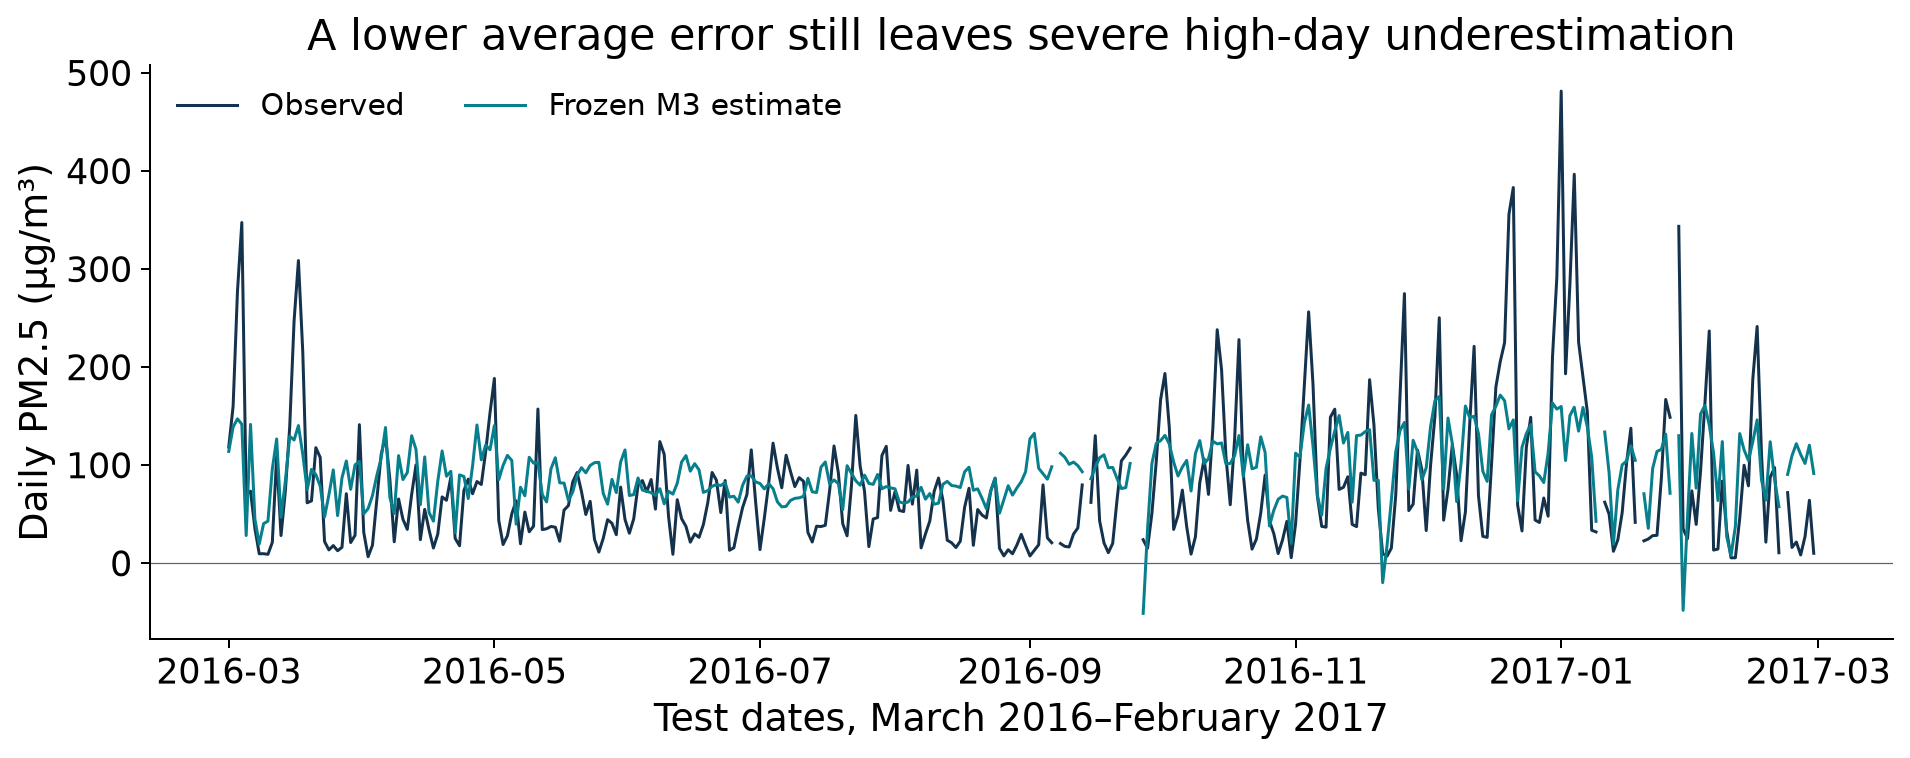 A lower average error still leaves severe high-day underestimation
Observed
Frozen M3 estimate
Daily PM2.5 (µg/m³)
500
400
300
200
100
0
2016-03
2016-05
2016-07
2016-09
2016-11
2017-01
2017-03
Test dates, March 2016–February 2017